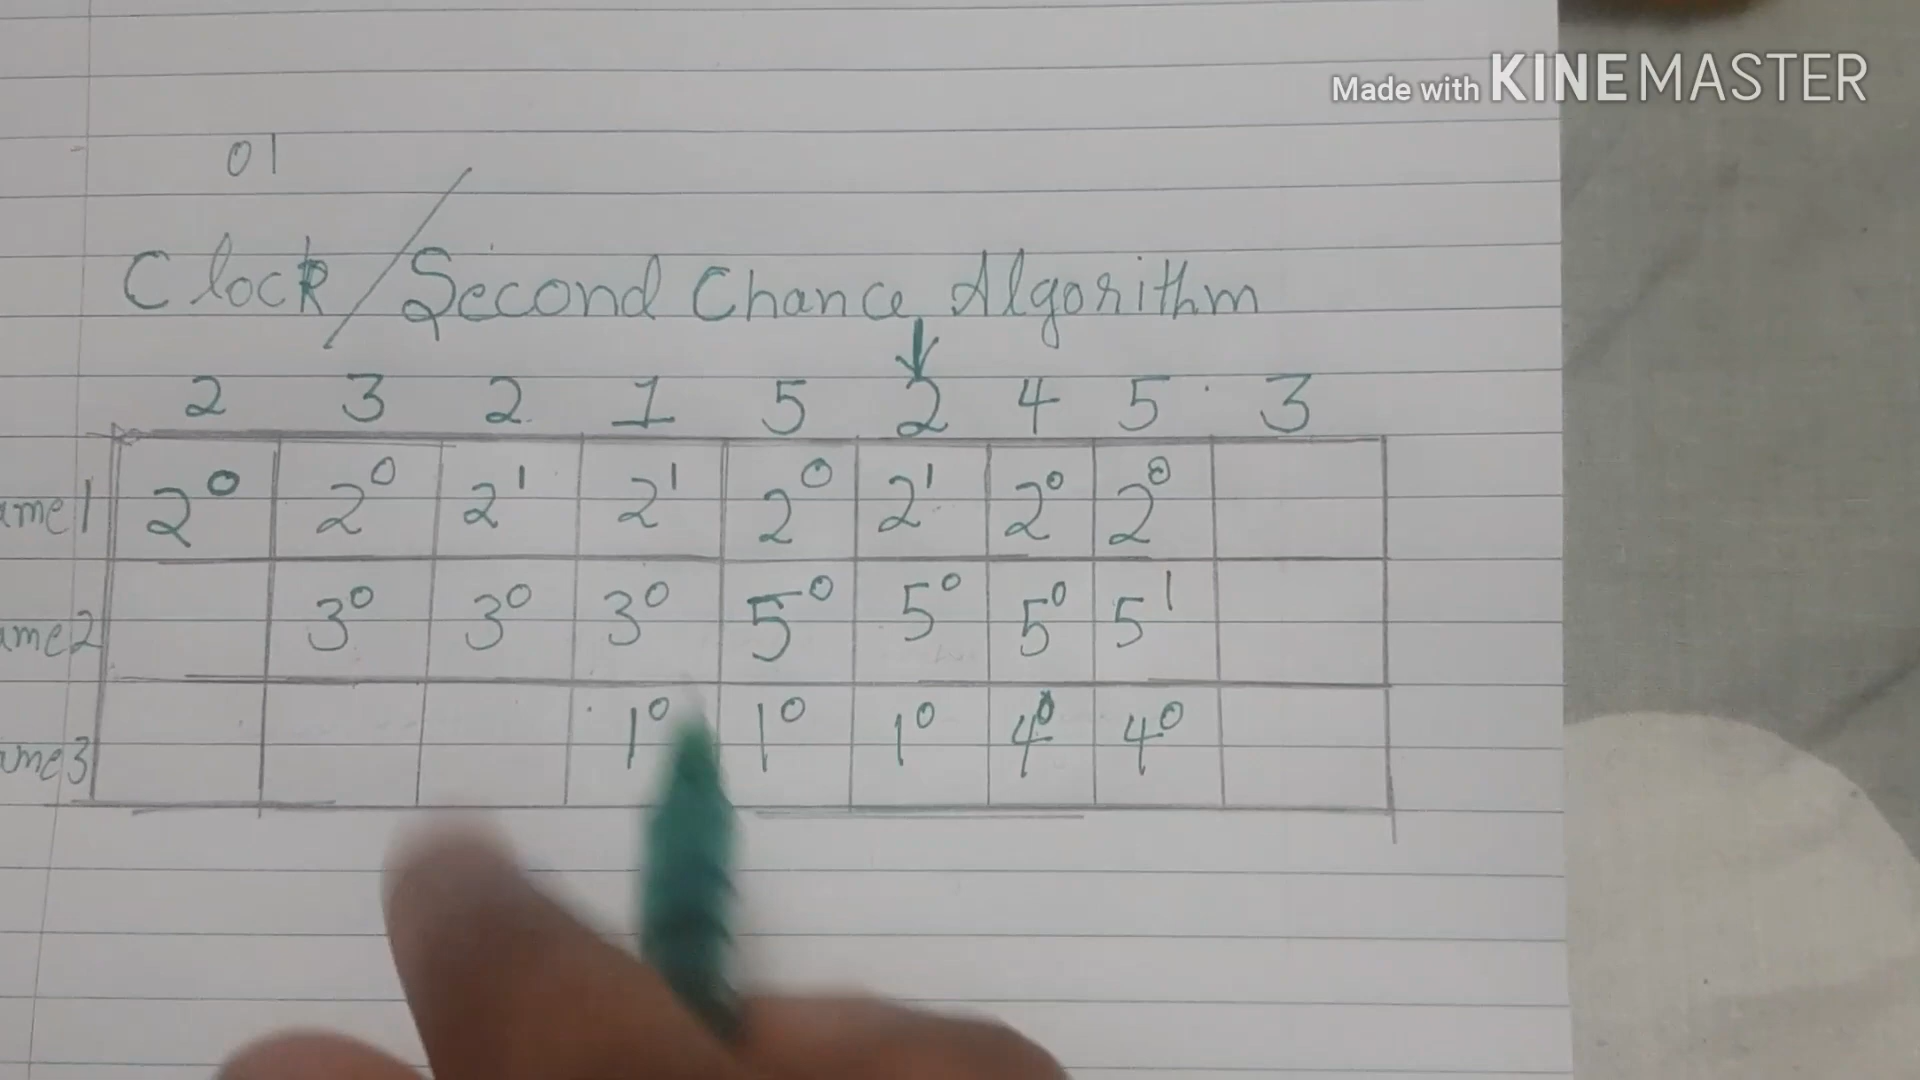 Made with KINEMASTER
01
Clock/Second Chance Algorithm
2 3 2 1 5 2 4 5 3
ame1 2⁰ 2⁰ 2¹ 2¹ 2⁰ 2¹ 2⁰ 2⁰
ame2 3⁰ 3⁰ 3⁰ 5⁰ 5⁰ 5⁰ 5¹
ame3 1⁰ 1⁰ 1⁰ 4⁰ 4⁰